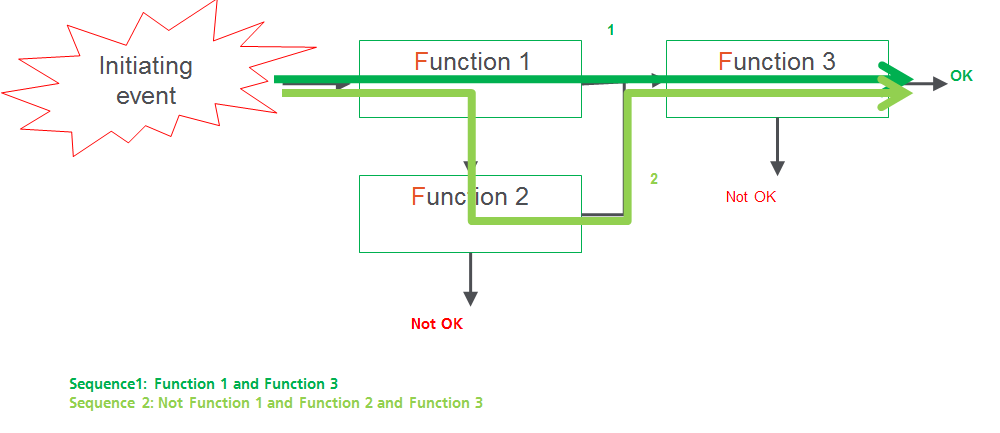 1
Initiating
event
Function 1
Function 3
OK
2
Function 2
Not OK
Not OK
Sequence1: Function 1 and Function 3
Sequence 2: Not Function 1 and Function 2 and Function 3